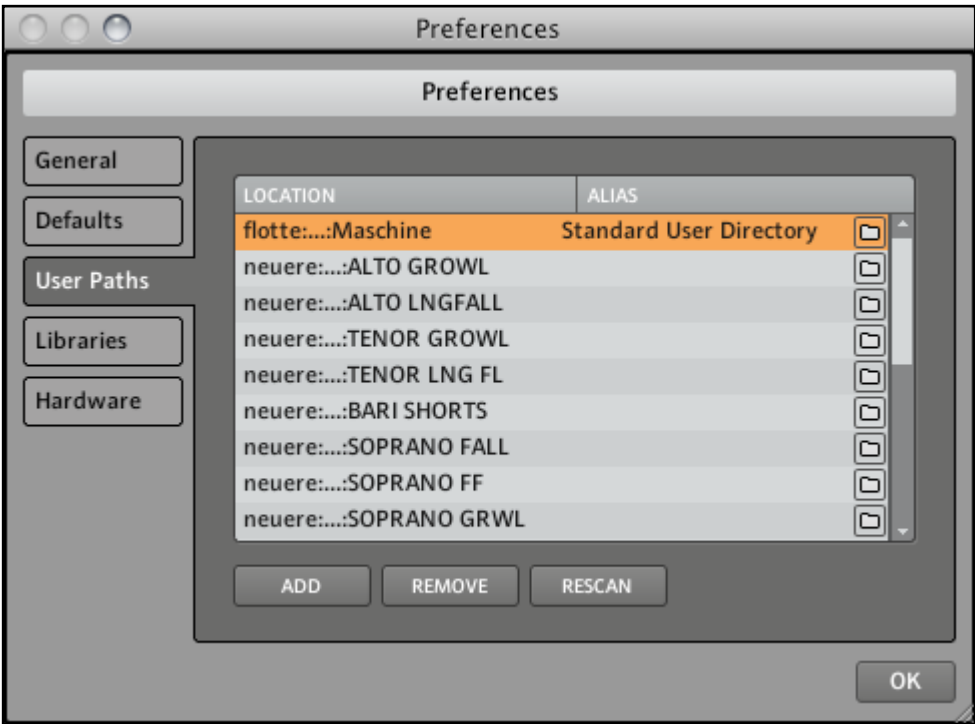 Preferences
Preferences
General
Defaults
User Paths
Libraries
Hardware
LOCATION ALIAS
flotte:...:Maschine Standard User Directory
neuere:...:ALTO GROWL
neuere:...:ALTO LNGFALL
neuere:...:TENOR GROWL
neuere:...:TENOR LNG FL
neuere:...:BARI SHORTS
neuere:...:SOPRANO FALL
neuere:...:SOPRANO FF
neuere:...:SOPRANO GRWL
ADD REMOVE RESCAN
OK